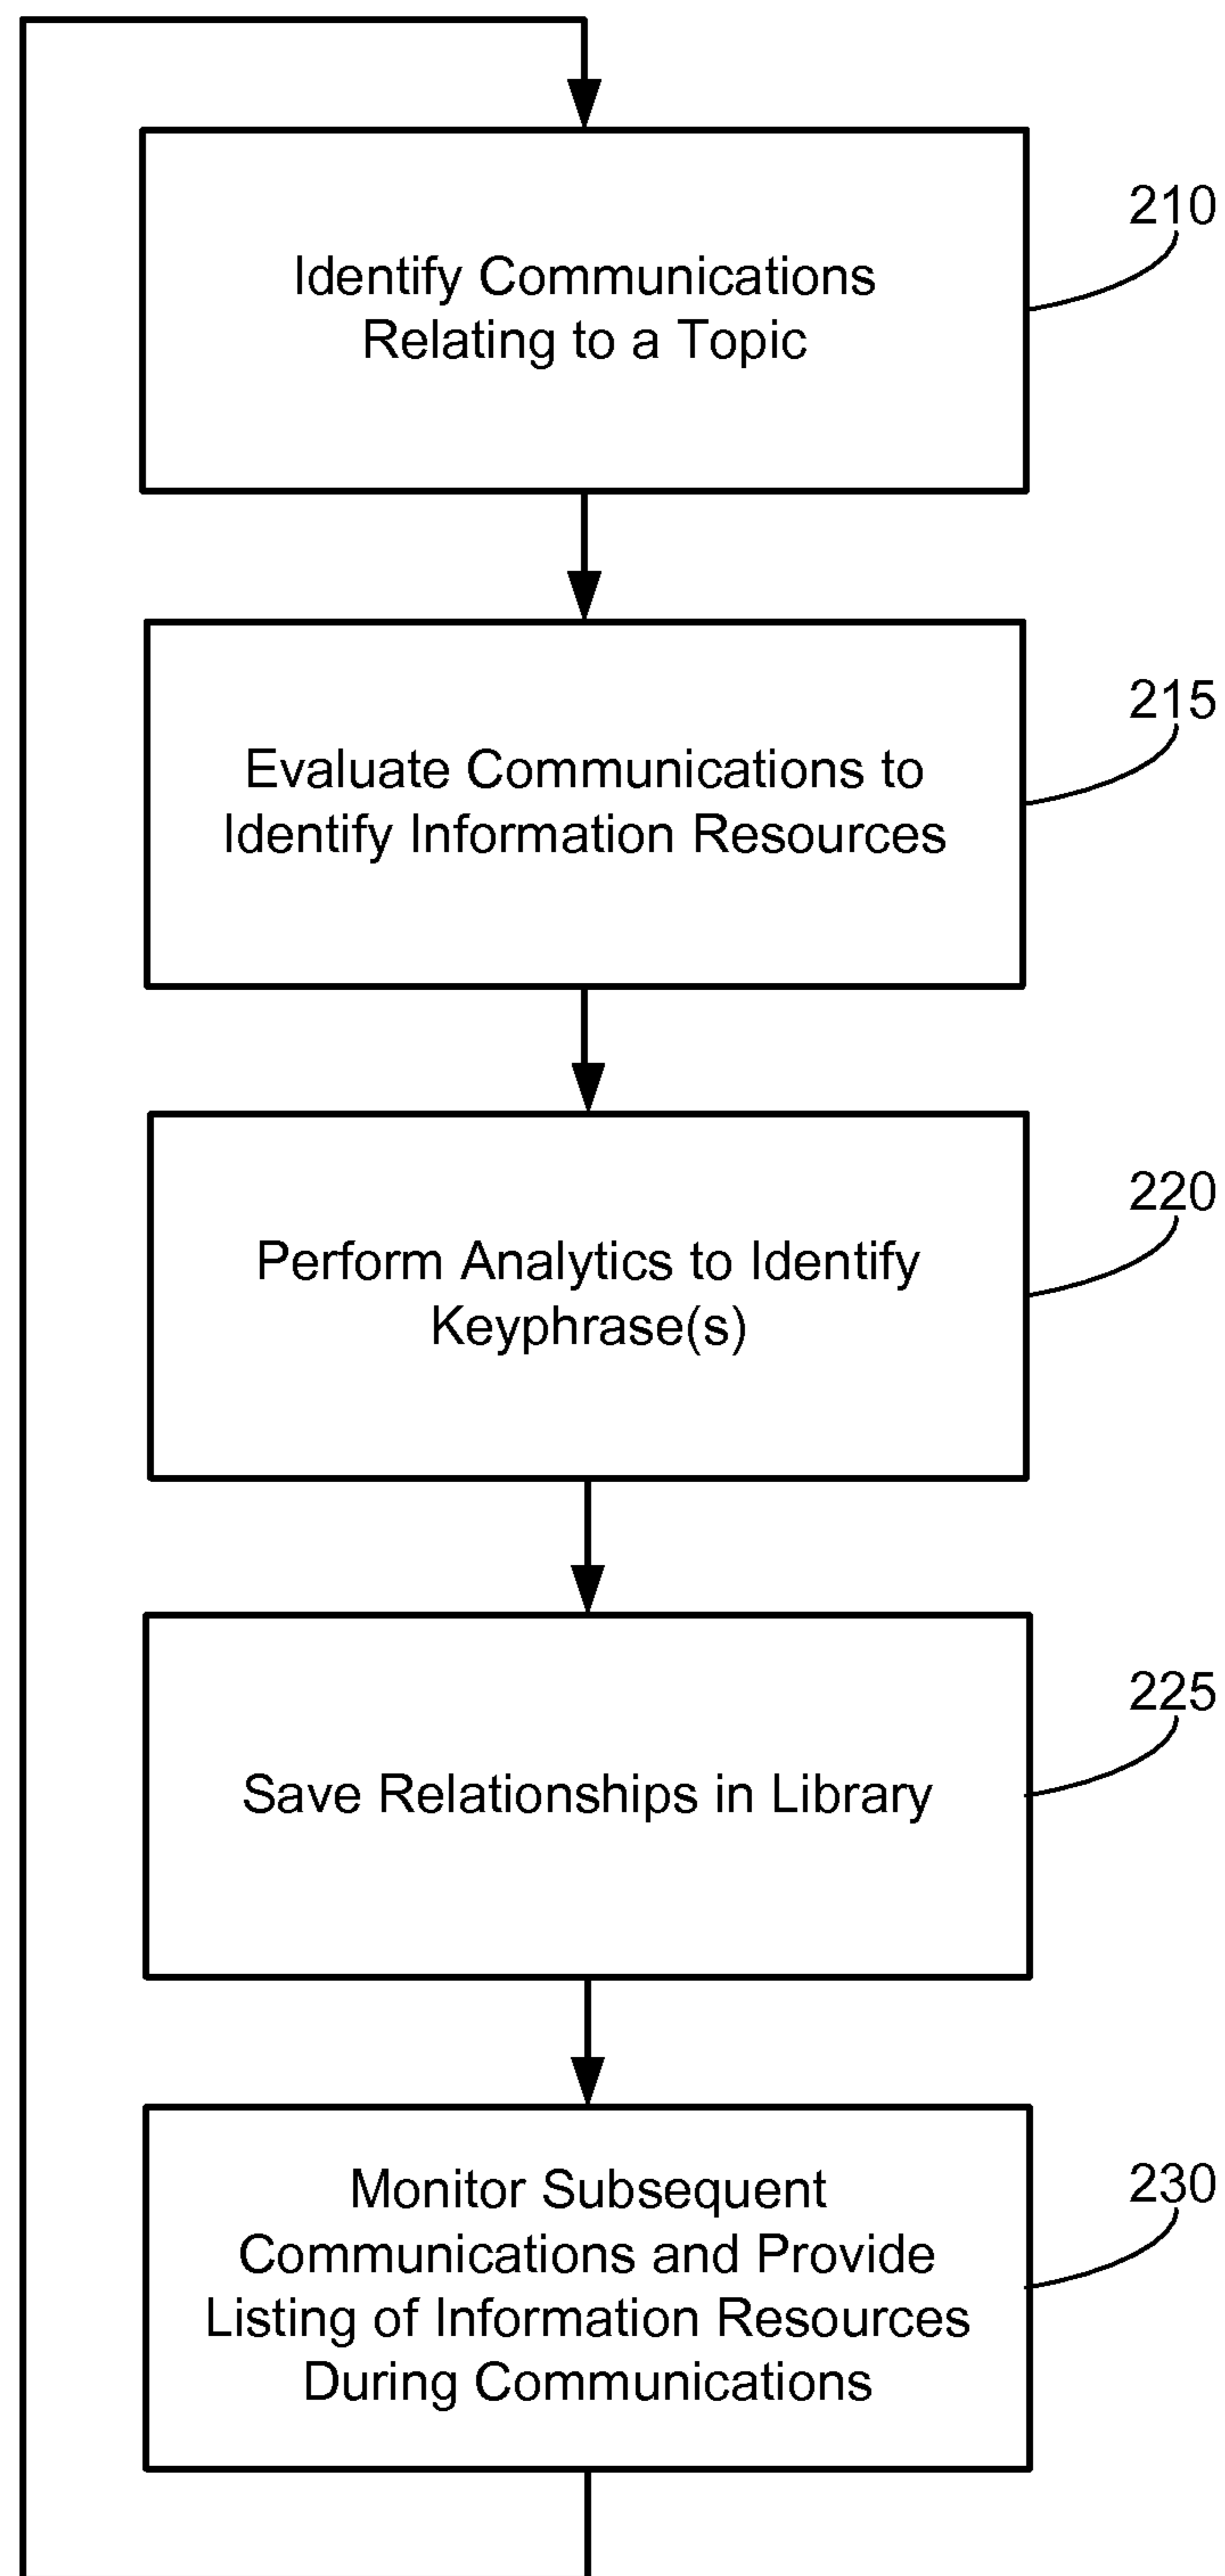 Identify Communications
Relating to a Topic
210
Evaluate Communications to
Identify Information Resources
215
Perform Analytics to Identify
Keyphrase(s)
220
Save Relationships in Library
225
Monitor Subsequent
Communications and Provide
Listing of Information Resources
During Communications
230